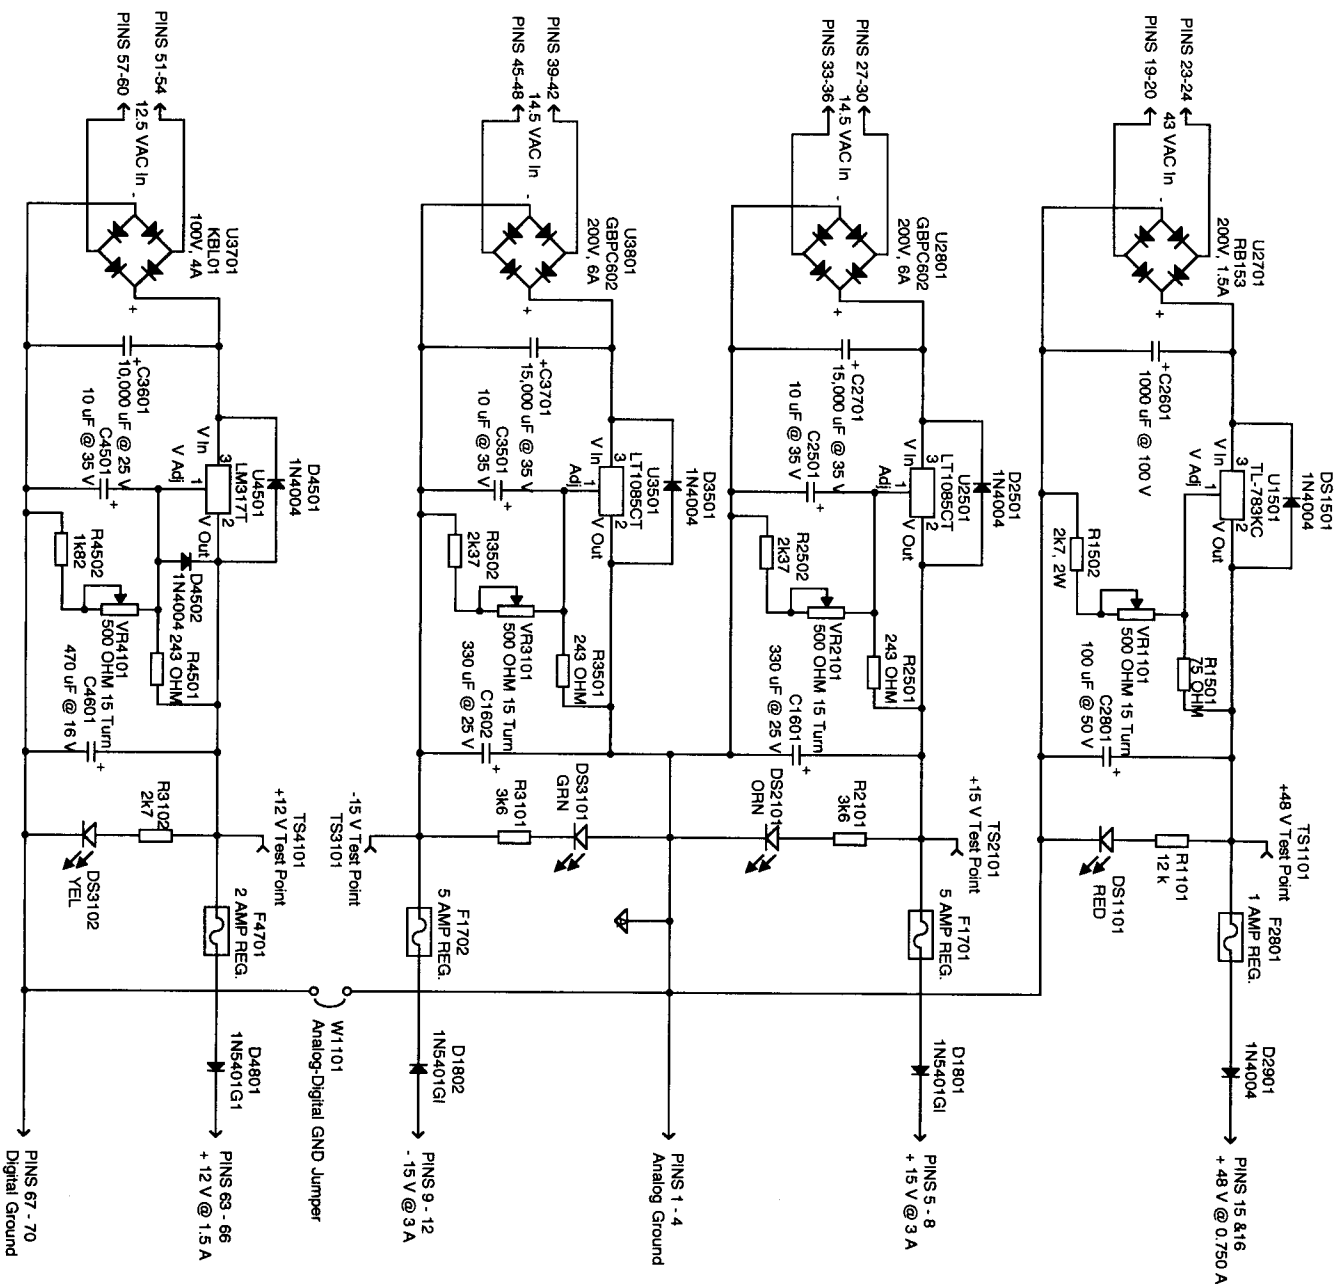 PINS 23-24
PINS 19-20
43 VAC In
-
+
U2701
RB153
200V, 1.5A
+C2601
1000 uF @ 100 V
DS1501
1N4004
U1501
TL-783KC
V In
3
2
V Out
1
V Adj
R1502
2k7, 2W
VR1101
500 OHM 15 Turn
R1501
75 OHM
C2801
100 uF @ 50 V
+
TS1101
+48 V Test Point
R1101
12 k
DS1101
RED
F2801
1 AMP REG.
D2901
1N4004
PINS 15 &16
+ 48 V @ 0.750 A
PINS 27-30
PINS 33-36
14.5 VAC In
-
+
U2801
GBPC602
200V, 6A
+ C2701
15,000 uF @ 35 V
D2501
1N4004
U2501
LT1085CT
V In
3
2
V Out
1
Adj
C2501
10 uF @ 35 V
+
R2502
2k37
VR2101
500 OHM 15 Turn
R2501
243 OHM
C1601
330 uF @ 25 V
+
TS2101
+15 V Test Point
R2101
3k6
DS2101
ORN
F1701
5 AMP REG.
D1801
1N5401GI
PINS 5 - 8
+ 15 V @ 3 A
PINS 1 - 4
Analog Ground
PINS 39-42
PINS 45-48
14.5 VAC In
-
+
U3801
GBPC602
200V, 6A
+C3701
15,000 uF @ 35 V
D3501
1N4004
U3501
LT1085CT
V In
3
2
V Out
1
Adj
C3501
10 uF @ 35 V
+
R3502
2k37
VR3101
500 OHM 15 Turn
R3501
243 OHM
C1602
330 uF @ 25 V
+
DS3101
GRN
R3101
3k6
-15 V Test Point
TS3101
F1702
5 AMP REG.
D1802
1N5401GI
PINS 9 - 12
- 15 V @ 3 A
W1101
Analog-Digital GND Jumper
PINS 51-54
PINS 57-60
12.5 VAC In
-
+
U3701
KBL01
100V, 4A
+C3601
10,000 uF @ 25 V
D4501
1N4004
U4501
LM317T
V In
3
2
V Out
1
V Adj
C4501
10 uF @ 35 V
+
D4502
1N4004
R4502
1k82
VR4101
500 OHM 15 Turn
R4501
243 OHM
C4601
470 uF @ 16 V
+
TS4101
+12 V Test Point
R3102
2k7
DS3102
YEL
F4701
2 AMP REG.
D4801
1N5401G1
PINS 63 - 66
+ 12 V @ 1.5 A
PINS 67 - 70
Digital Ground